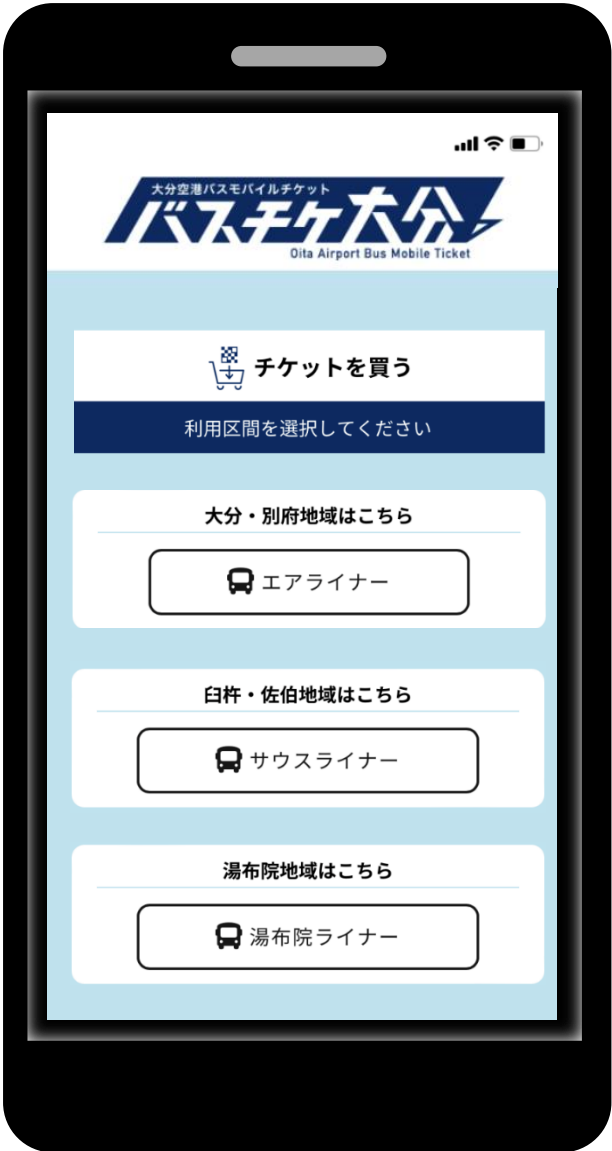 大分空港バスモバイルチケット
バスチケ大分
Oita Airport Bus Mobile Ticket
チケットを買う
利用区間を選択してください
大分・別府地域はこちら
エアライナー
臼杵・佐伯地域はこちら
サウスライナー
湯布院地域はこちら
湯布院ライナー